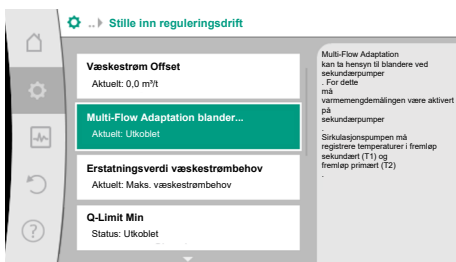 .. Stille inn reguleringsdrift
Væskestrøm Offset
Aktuelt: 0,0 m³/t
Multi-Flow Adaptation blander...
Aktuelt: Utkoblet
Erstatningsverdi væskestrømbehov
Aktuelt: Maks. væskestrømbehov
Q-Limit Min
Status: Utkoblet
Multi-Flow Adaptation
kan ta hensyn til blandere ved
sekundærpumper
. For dette
må
varmemengdemålingen være aktivert
på
sekundærpumper
.
Sirkulasjonspumpen må
registrere temperaturer i fremløp
sekundært (T1) og
fremløp primært (T2)
.